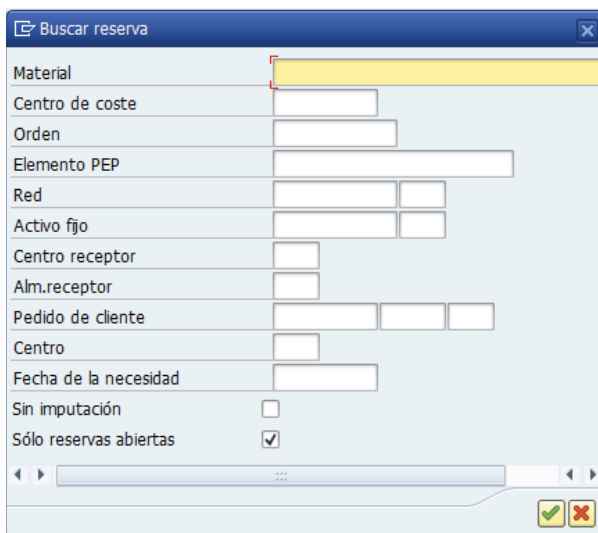 Buscar reserva
Material
Centro de coste
Orden
Elemento PEP
Red
Activo fijo
Centro receptor
Alm.receptor
Pedido de cliente
Centro
Fecha de la necesidad
Sin imputación
Sólo reservas abiertas